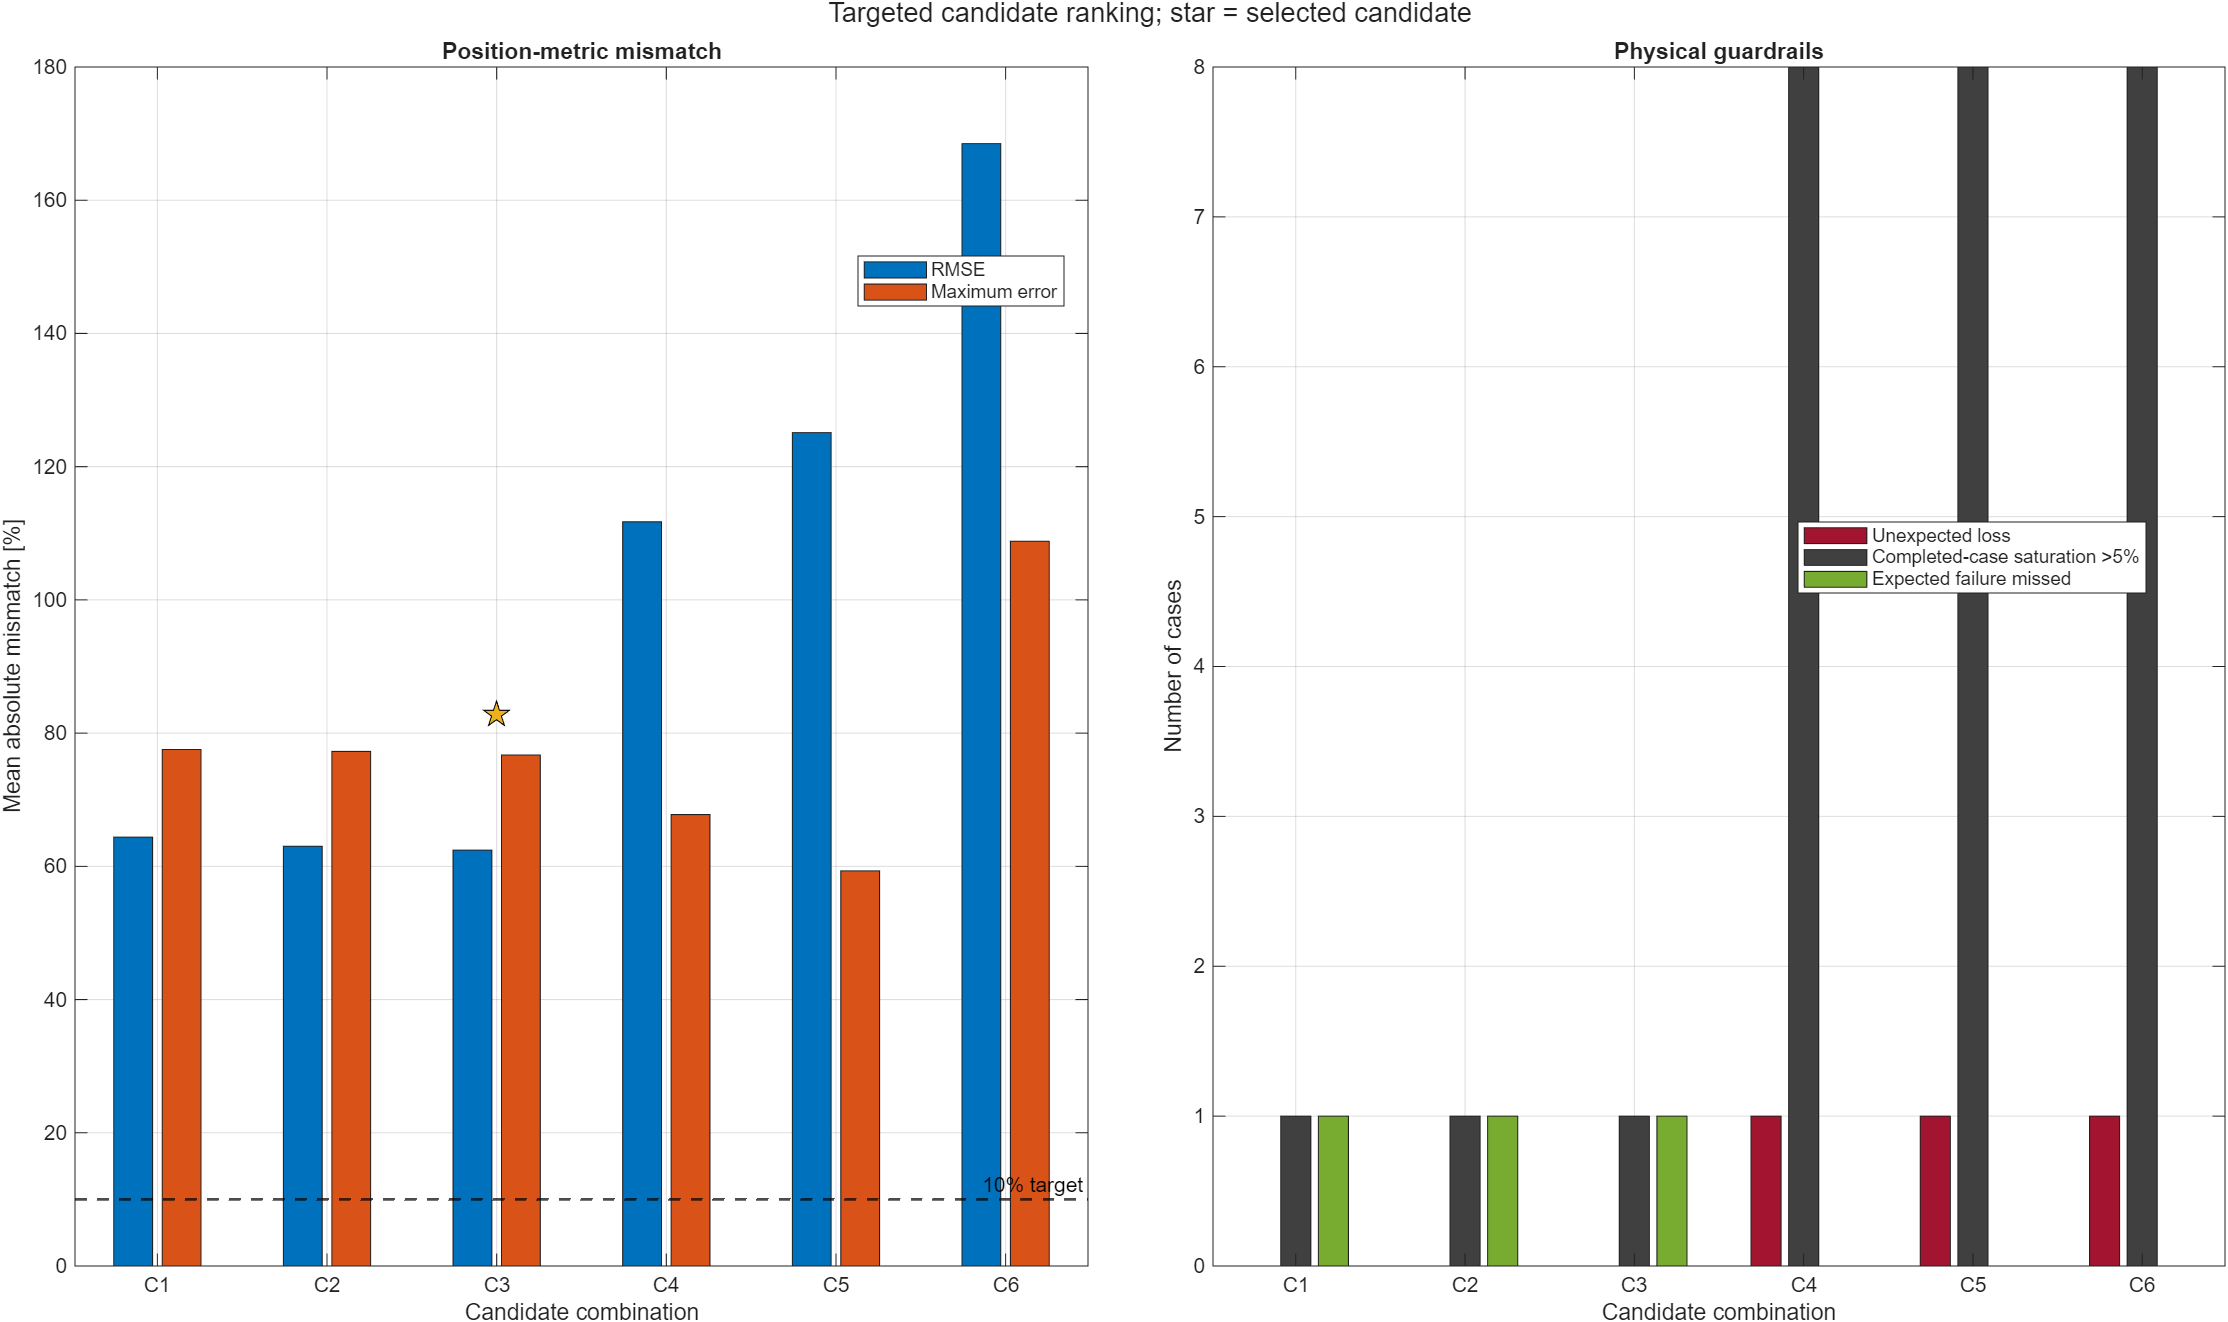 Targeted candidate ranking; star = selected candidate
Position-metric mismatch
Mean absolute mismatch [%]
180
160
140
120
100
80
60
40
20
0
RMSE
Maximum error
10% target
C1 C2 C3 C4 C5 C6
Candidate combination
Physical guardrails
Number of cases
8
7
6
5
4
3
2
1
0
Unexpected loss
Completed-case saturation >5%
Expected failure missed
C1 C2 C3 C4 C5 C6
Candidate combination